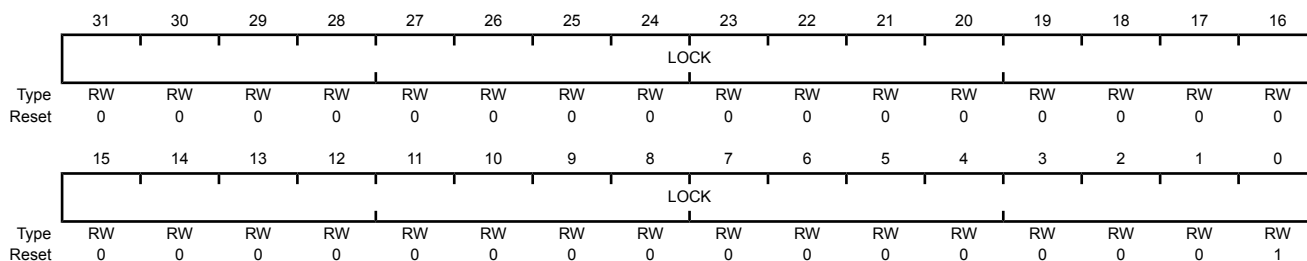 31 30 29 28 27 26 25 24 23 22 21 20 19 18 17 16
LOCK
Type RW RW RW RW RW RW RW RW RW RW RW RW RW RW RW RW
Reset 0 0 0 0 0 0 0 0 0 0 0 0 0 0 0 0
15 14 13 12 11 10 9 8 7 6 5 4 3 2 1 0
LOCK
Type RW RW RW RW RW RW RW RW RW RW RW RW RW RW RW RW
Reset 0 0 0 0 0 0 0 0 0 0 0 0 0 0 0 1